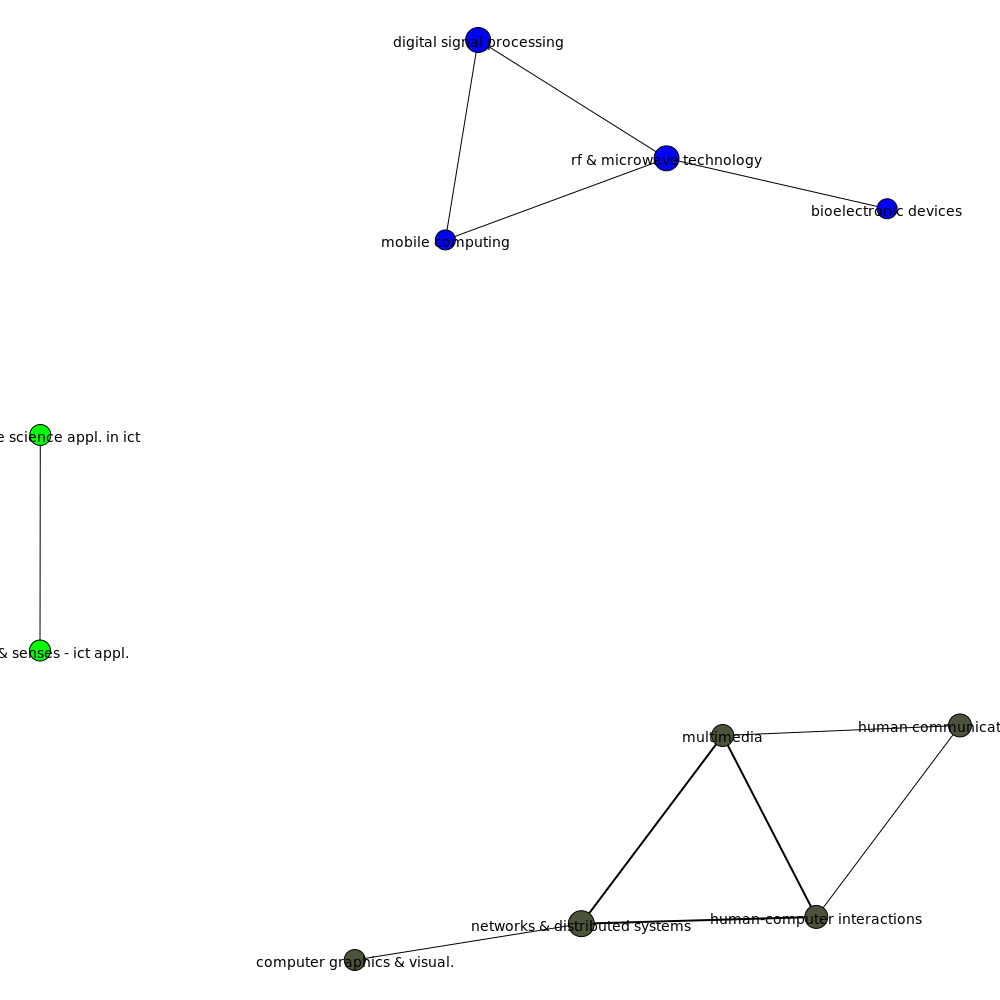 digital signal processing
rf & microwave technology
bioelectronic devices
mobile computing
science appl. in ict
& senses - ict appl.
human communicat
multimedia
human-computer interactions
networks & distributed systems
computer graphics & visual.